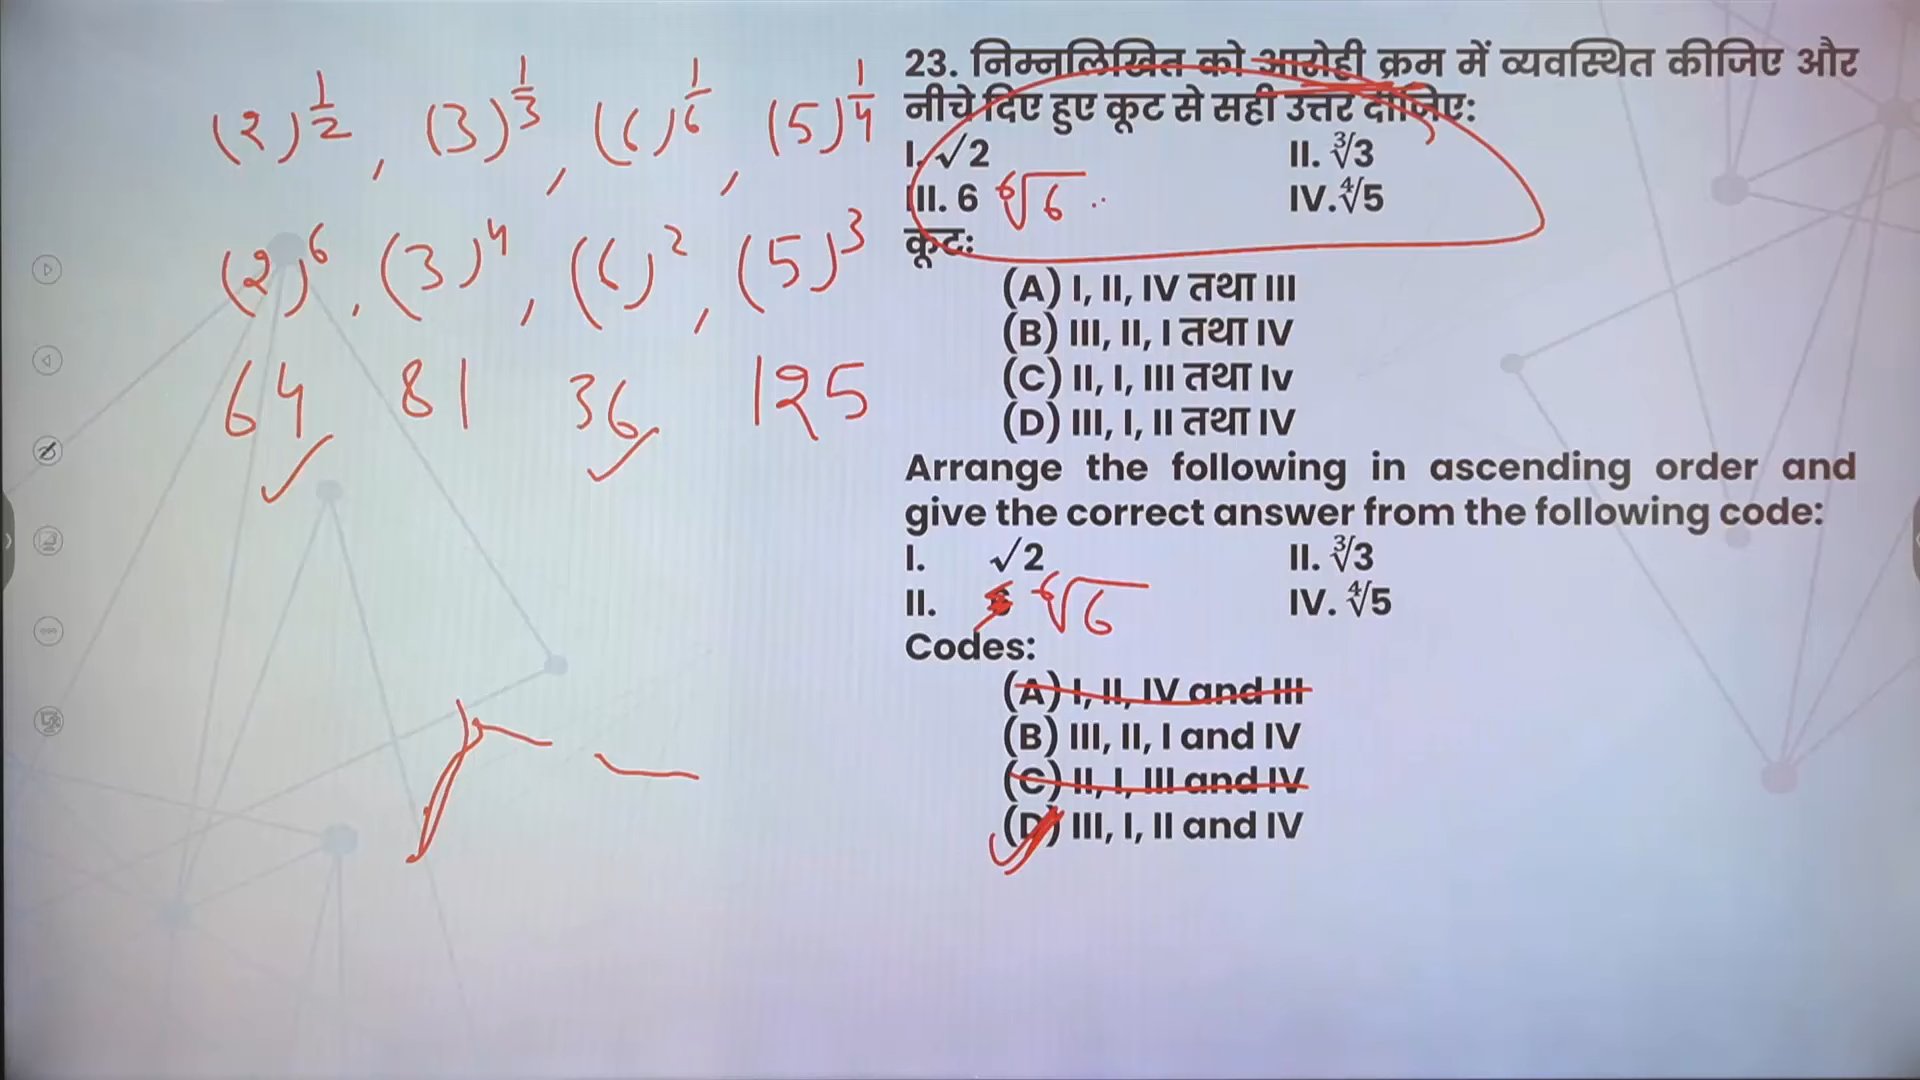 (2)^1/2, (3)^1/3, (6)^1/6, (5)^1/4
(2)^6, (3)^4, (6)^2, (5)^3
64 81 36 125
23. निम्नलिखित को आरोही क्रम में व्यवस्थित कीजिए और
नीचे दिए हुए कूट से सही उत्तर दीजिए:
I. √2 II. ∛3
III. 6 ⁶√6 IV. ∜5
कूट:
(A) I, II, IV तथा III
(B) III, II, I तथा IV
(C) II, I, III तथा Iv
(D) III, I, II तथा IV
Arrange the following in ascending order and
give the correct answer from the following code:
I. √2 II. ∛3
II. ⁶√6 IV. ∜5
Codes:
(A) I, II, IV and III
(B) III, II, I and IV
(C) II, I, III and IV
(D) III, I, II and IV